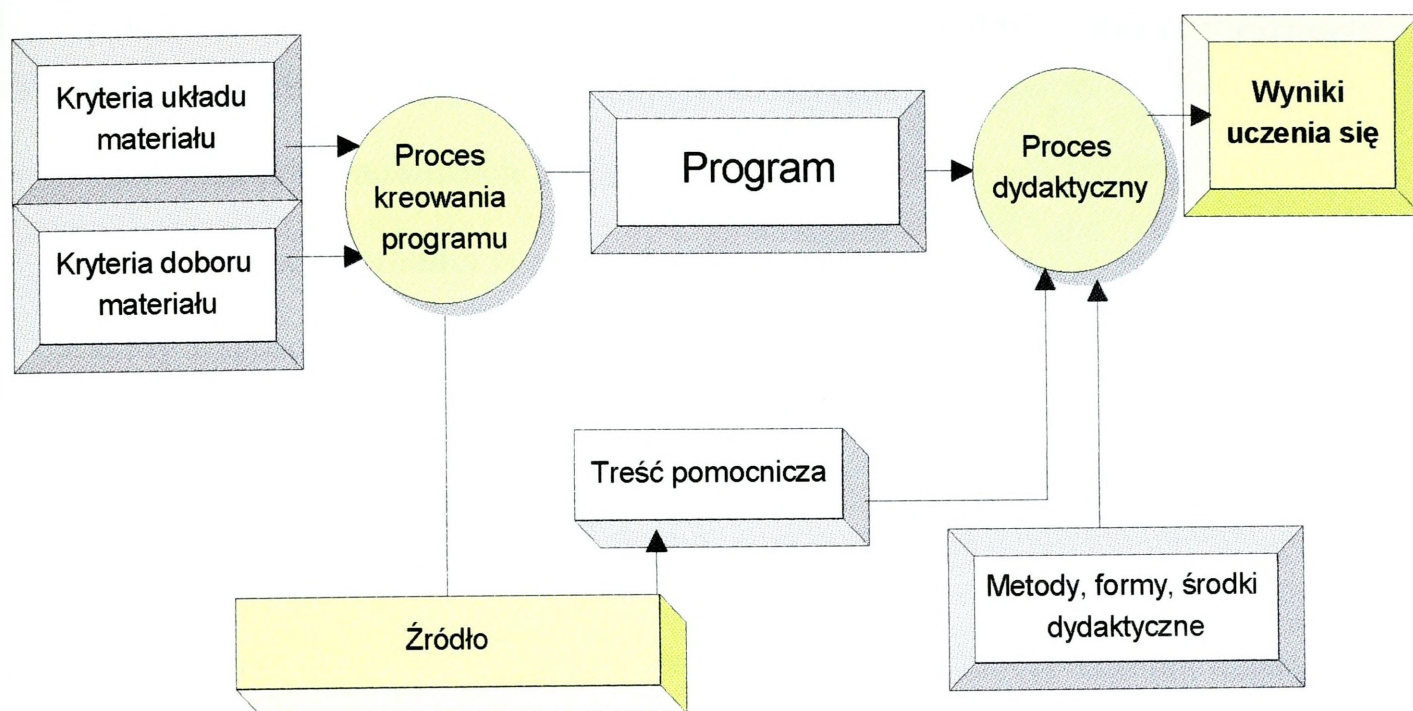 Kryteria układu
materiału
Kryteria doboru
materiału
Proces
kreowania
programu
Program
Proces
dydaktyczny
Wyniki
uczenia się
Treść pomocnicza
Metody, formy, środki
dydaktyczne
Źródło